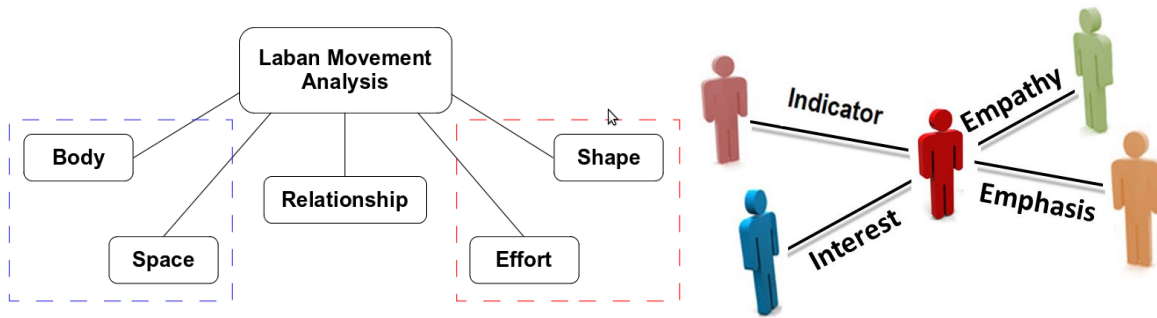 Laban Movement
Analysis
Body
Shape
Relationship
Space
Effort
Indicator
Empathy
Interest
Emphasis